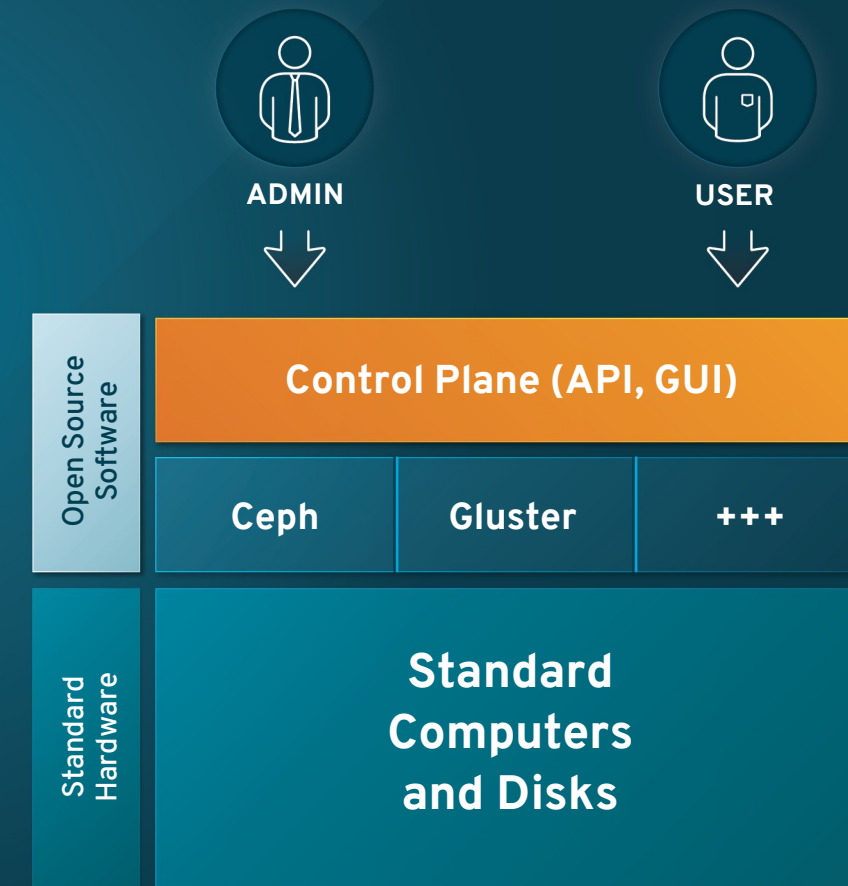 ADMIN
USER
Open Source
Software
Control Plane (API, GUI)
Ceph
Gluster
+++
Standard
Hardware
Standard
Computers
and Disks